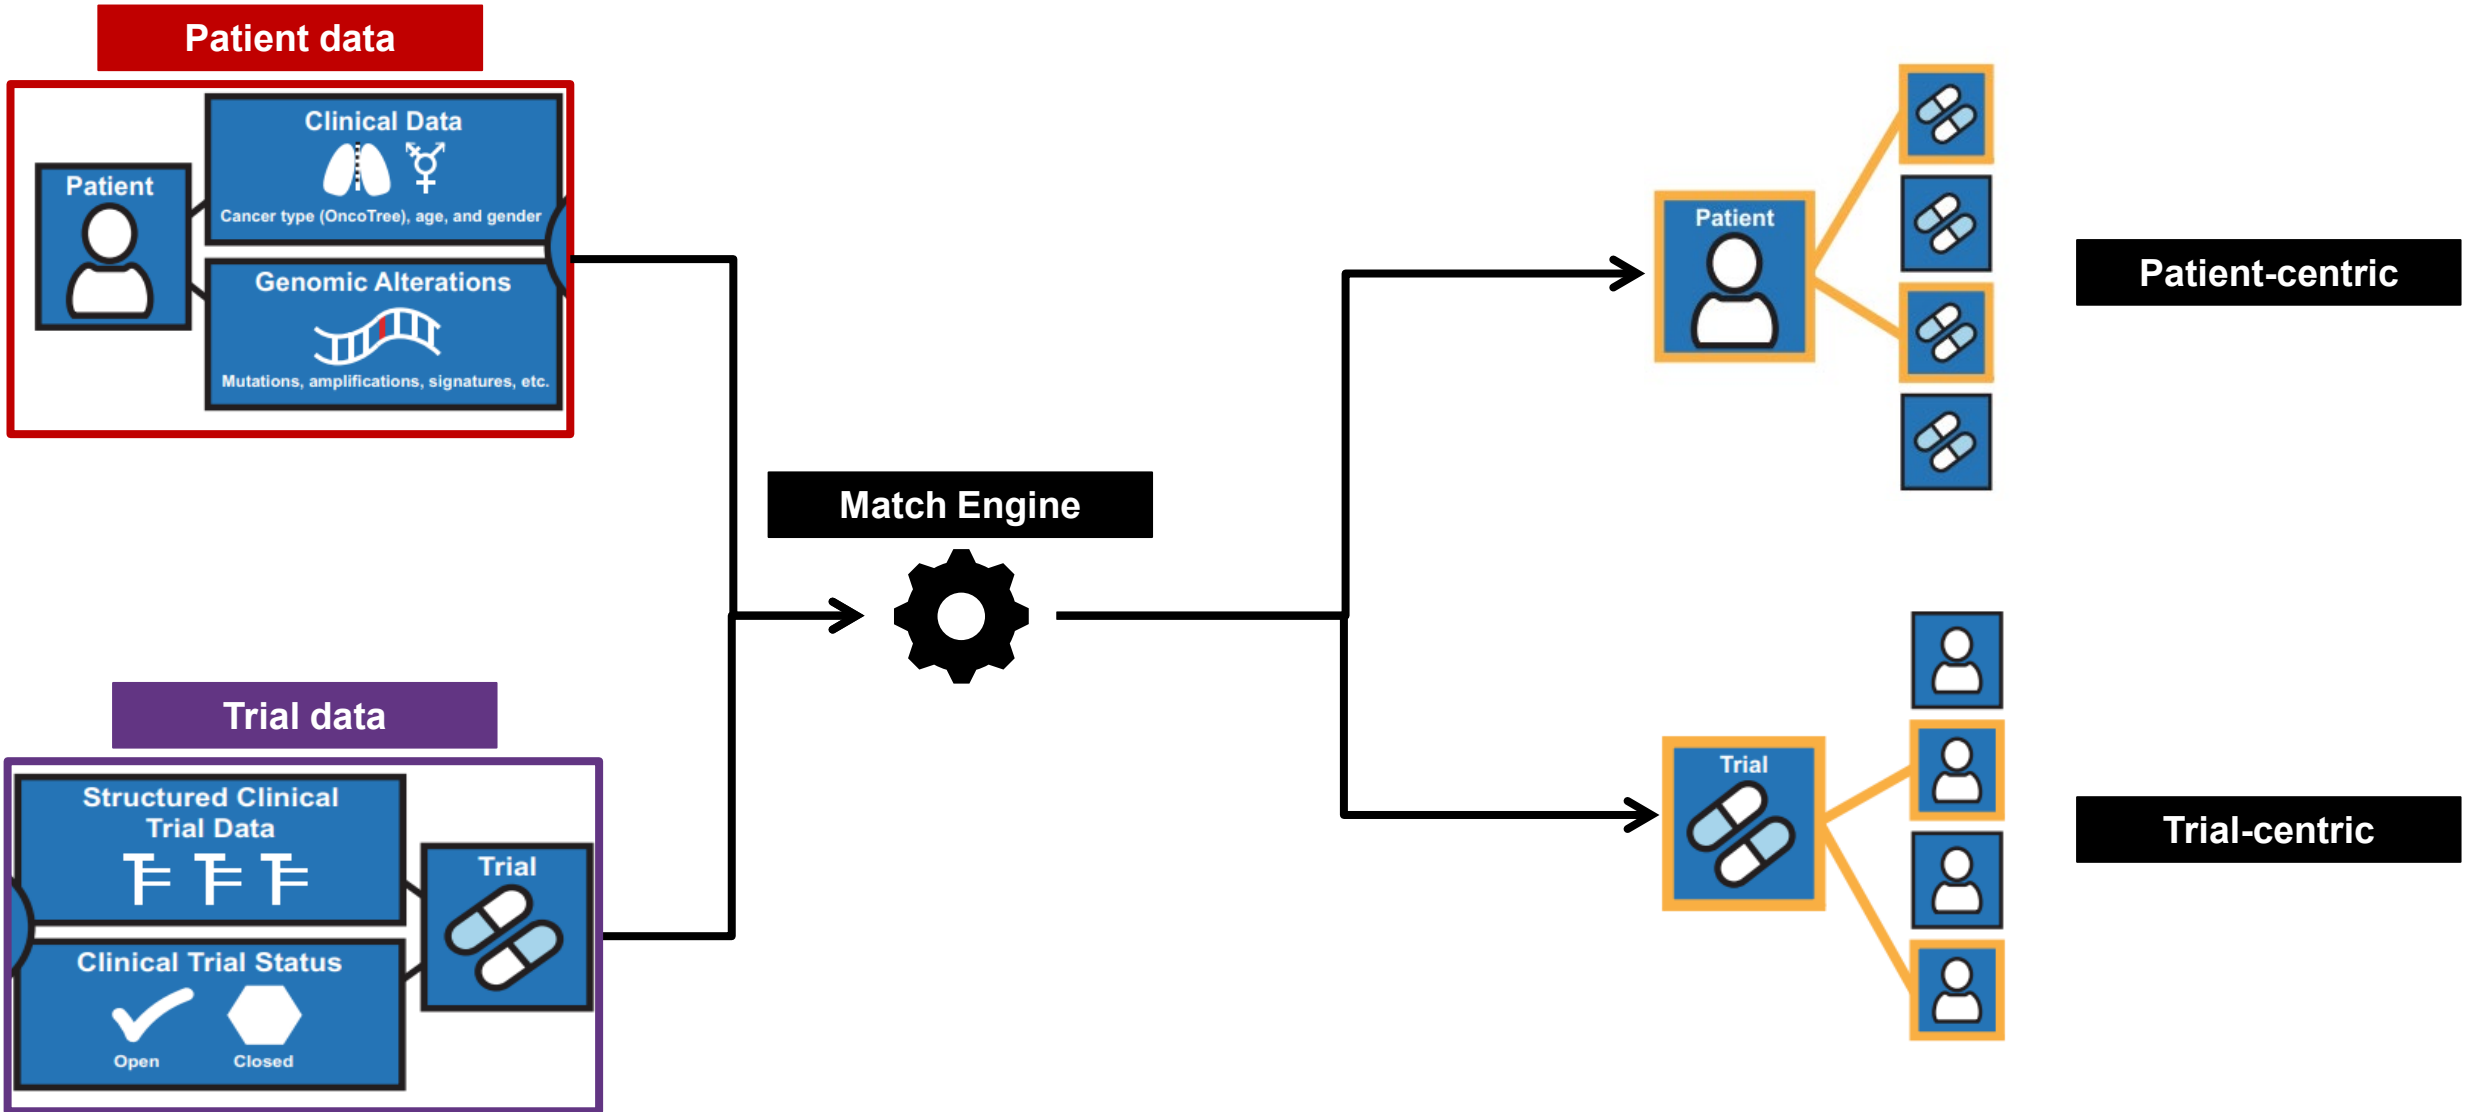 Patient data
Patient
Clinical Data
Cancer type (OncoTree), age, and gender
Genomic Alterations
Mutations, amplifications, signatures, etc.
Trial data
Structured Clinical
Trial Data
Clinical Trial Status
Open
Closed
Trial
Match Engine
Patient
Patient-centric
Trial
Trial-centric